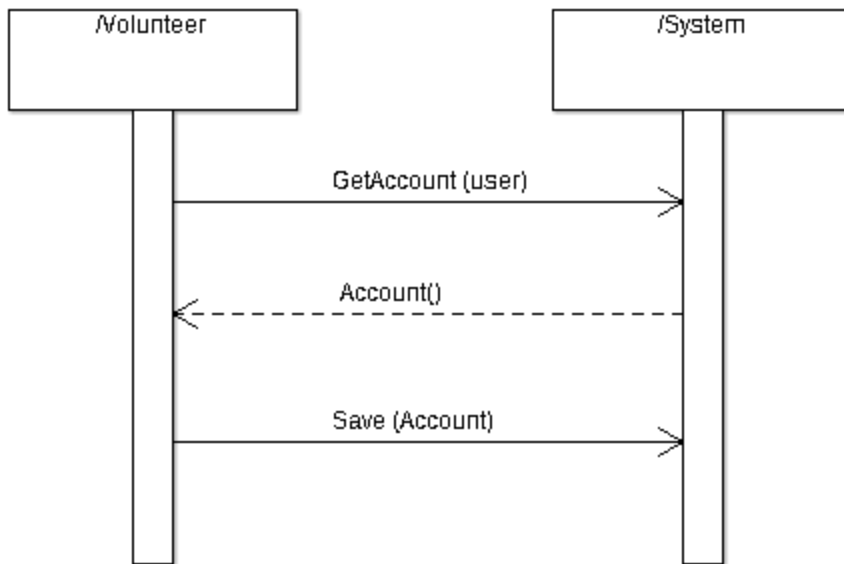 /Volunteer
/System
GetAccount (user)
Account()
Save (Account)